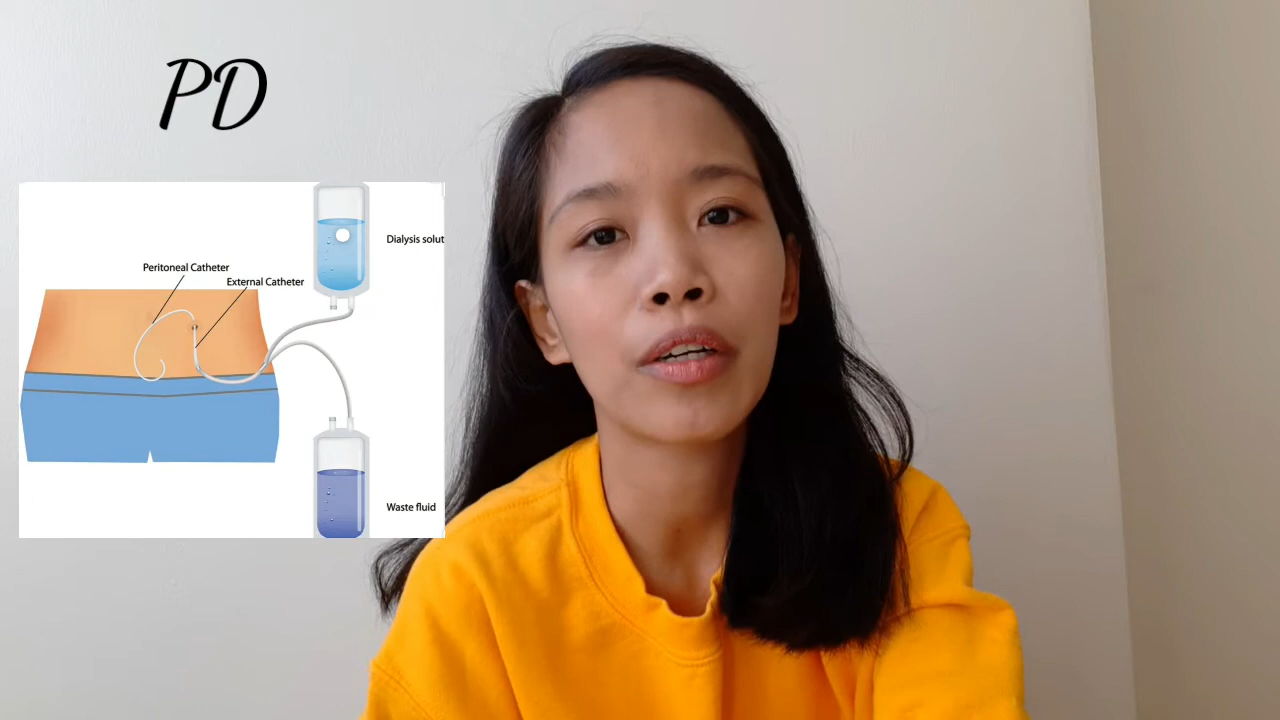 PD
Dialysis solut
Peritoneal Catheter
External Catheter
Waste fluid